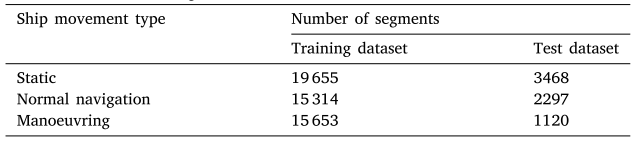 Ship movement type Number of segments
Training dataset Test dataset
Static 19 655 3468
Normal navigation 15 314 2297
Manoeuvring 15 653 1120